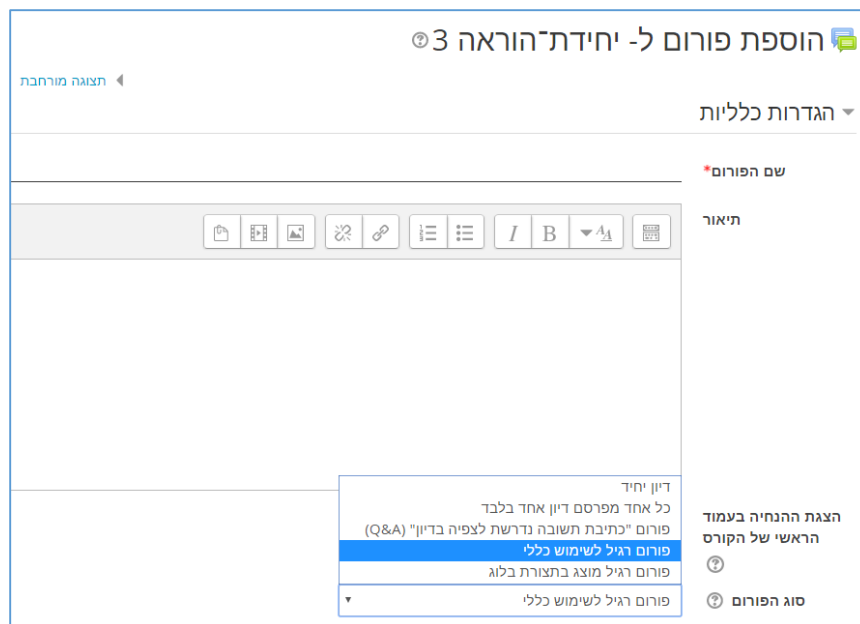 הוספת פורום ל- יחידת־הוראה 3
תצוגה מורחבת
הגדרות כלליות
שם הפורום*
תיאור
B I
דיון יחיד
כל אחד מפרסם דיון אחד בלבד
פורום "כתיבת תשובה נדרשת לצפיה בדיון" (Q&A)
פורום רגיל לשימוש כללי
פורום רגיל מוצג בתצורת בלוג
הצגת ההנחיה בעמוד
הראשי של הקורס
סוג הפורום
פורום רגיל לשימוש כללי